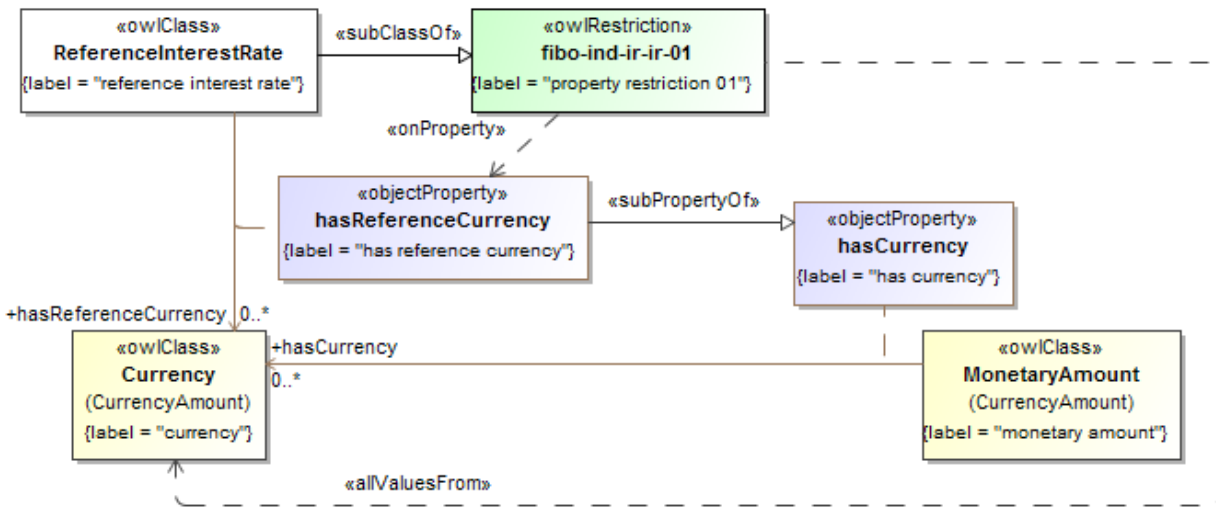 «owlClass»
ReferenceInterestRate
{label = "reference interest rate"}
«subClassOf»
«owlRestriction»
fibo-ind-ir-ir-01
{label = "property restriction 01"}
«onProperty»
«objectProperty»
hasReferenceCurrency
{label = "has reference currency"}
«subPropertyOf»
«objectProperty»
hasCurrency
{label = "has currency"}
+hasReferenceCurrency
0..*
«owlClass»
Currency
(CurrencyAmount)
{label = "currency"}
+hasCurrency
0..*
«owlClass»
MonetaryAmount
(CurrencyAmount)
{label = "monetary amount"}
«allValuesFrom»